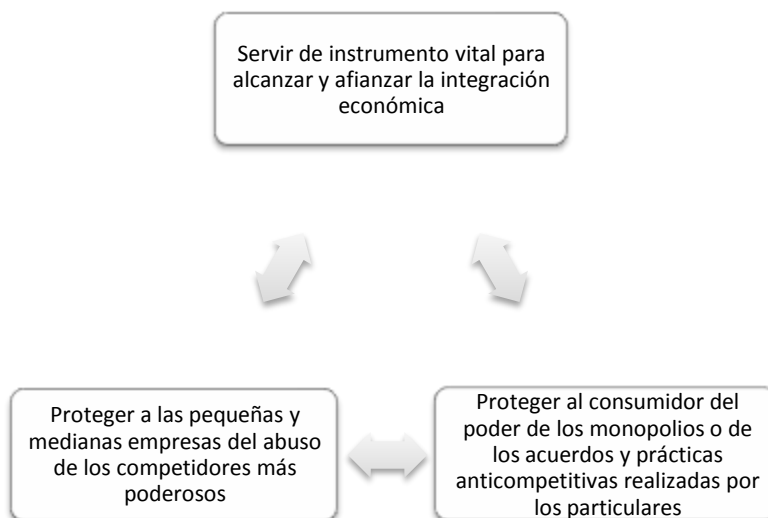 Servir de instrumento vital para
alcanzar y afianzar la integración
económica
Proteger a las pequeñas y
medianas empresas del abuso
de los competidores más
poderosos
Proteger al consumidor del
poder de los monopolios o de
los acuerdos y prácticas
anticompetitivas realizadas por
los particulares